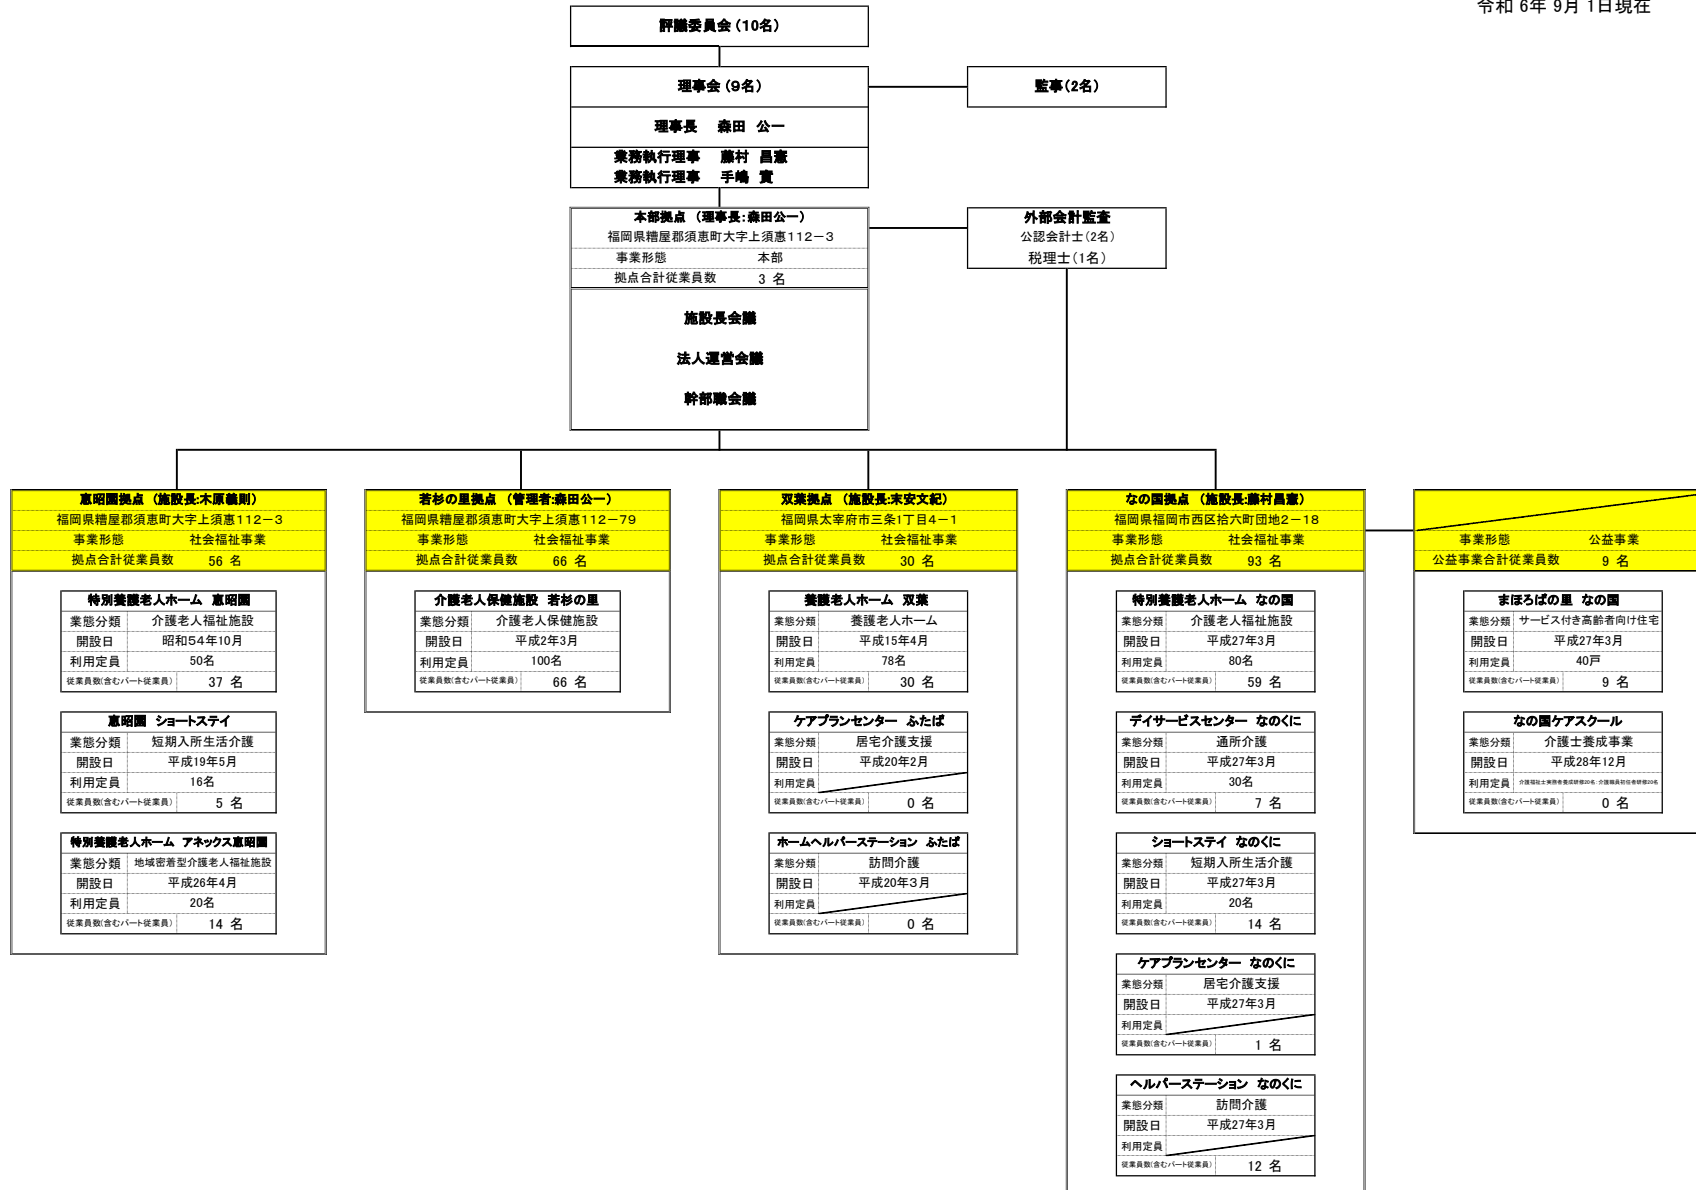 令和 6年 9月 1日現在
評議委員会（10名）
理事会（9名）
監事（2名）
理事長　森田　公一
業務執行理事　藤村　昌憲
業務執行理事　手嶋　實
本部拠点　（理事長：森田公一）
福岡県糟屋郡須恵町大字上須惠112－3
事業形態　本部
拠点合計従業員数　3 名
外部会計監査
公認会計士（2名）
税理士（1名）
施設長会議
法人運営会議
幹部職会議
恵昭園拠点　（施設長：木原義則）
福岡県糟屋郡須恵町大字上須惠112－3
事業形態　社会福祉事業
拠点合計従業員数　56 名
特別養護老人ホーム　恵昭園
業態分類　介護老人福祉施設
開設日　昭和54年10月
利用定員　50名
従業員数（含むパート従業員）　37 名
恵昭園　ショートステイ
業態分類　短期入所生活介護
開設日　平成19年5月
利用定員　16名
従業員数（含むパート従業員）　5 名
特別養護老人ホーム　アネックス恵昭園
業態分類　地域密着型介護老人福祉施設
開設日　平成26年4月
利用定員　20名
従業員数（含むパート従業員）　14 名
若杉の里拠点　（管理者：森田公一）
福岡県糟屋郡須恵町大字上須惠112－79
事業形態　社会福祉事業
拠点合計従業員数　66 名
介護老人保健施設　若杉の里
業態分類　介護老人保健施設
開設日　平成2年3月
利用定員　100名
従業員数（含むパート従業員）　66 名
双葉拠点　（施設長：末安文紀）
福岡県太宰府市三条1丁目4－1
事業形態　社会福祉事業
拠点合計従業員数　30 名
養護老人ホーム　双葉
業態分類　養護老人ホーム
開設日　平成15年4月
利用定員　78名
従業員数（含むパート従業員）　30 名
ケアプランセンター　ふたば
業態分類　居宅介護支援
開設日　平成20年2月
利用定員
従業員数（含むパート従業員）　0 名
ホームヘルパーステーション　ふたば
業態分類　訪問介護
開設日　平成20年3月
利用定員
従業員数（含むパート従業員）　0 名
なの国拠点　（施設長：藤村昌憲）
福岡県福岡市西区拾六町団地2－18
事業形態　社会福祉事業
拠点合計従業員数　93 名
特別養護老人ホーム　なの国
業態分類　介護老人福祉施設
開設日　平成27年3月
利用定員　80名
従業員数（含むパート従業員）　59 名
デイサービスセンター　なのくに
業態分類　通所介護
開設日　平成27年3月
利用定員　30名
従業員数（含むパート従業員）　7 名
ショートステイ　なのくに
業態分類　短期入所生活介護
開設日　平成27年3月
利用定員　20名
従業員数（含むパート従業員）　14 名
ケアプランセンター　なのくに
業態分類　居宅介護支援
開設日　平成27年3月
利用定員
従業員数（含むパート従業員）　1 名
ヘルパーステーション　なのくに
業態分類　訪問介護
開設日　平成27年3月
利用定員
従業員数（含むパート従業員）　12 名
事業形態　公益事業
公益事業合計従業員数　9 名
まほろばの里　なの国
業態分類　サービス付き高齢者向け住宅
開設日　平成27年3月
利用定員　40戸
従業員数（含むパート従業員）　9 名
なの国ケアスクール
業態分類　介護士養成事業
開設日　平成28年12月
利用定員　介護福祉士実務者養成研修20名・介護職員初任者研修20名
従業員数（含むパート従業員）　0 名